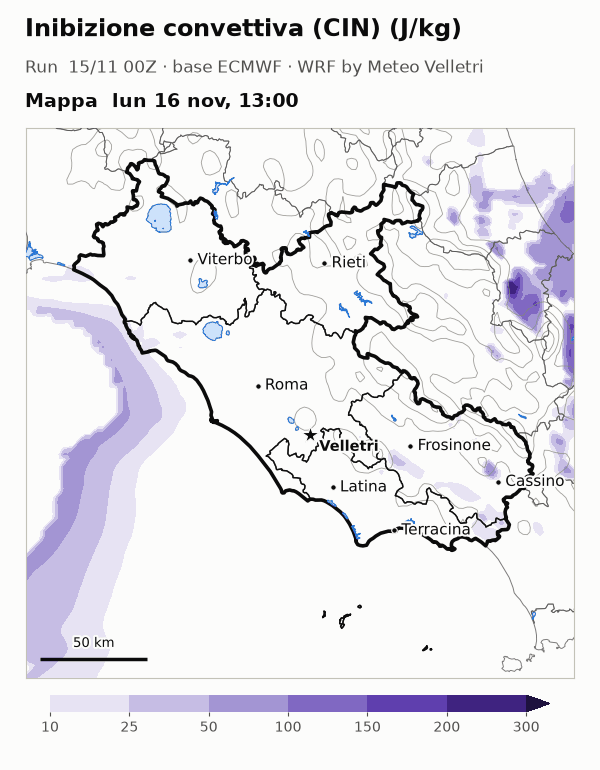 Inibizione convettiva (CIN) (J/kg)
Run  15/11 00Z · base ECMWF · WRF by Meteo Velletri
Mappa  lun 16 nov, 13:00
Viterbo
Rieti
Roma
Velletri
Frosinone
Cassino
Latina
Terracina
50 km
10 25 50 100 150 200 300